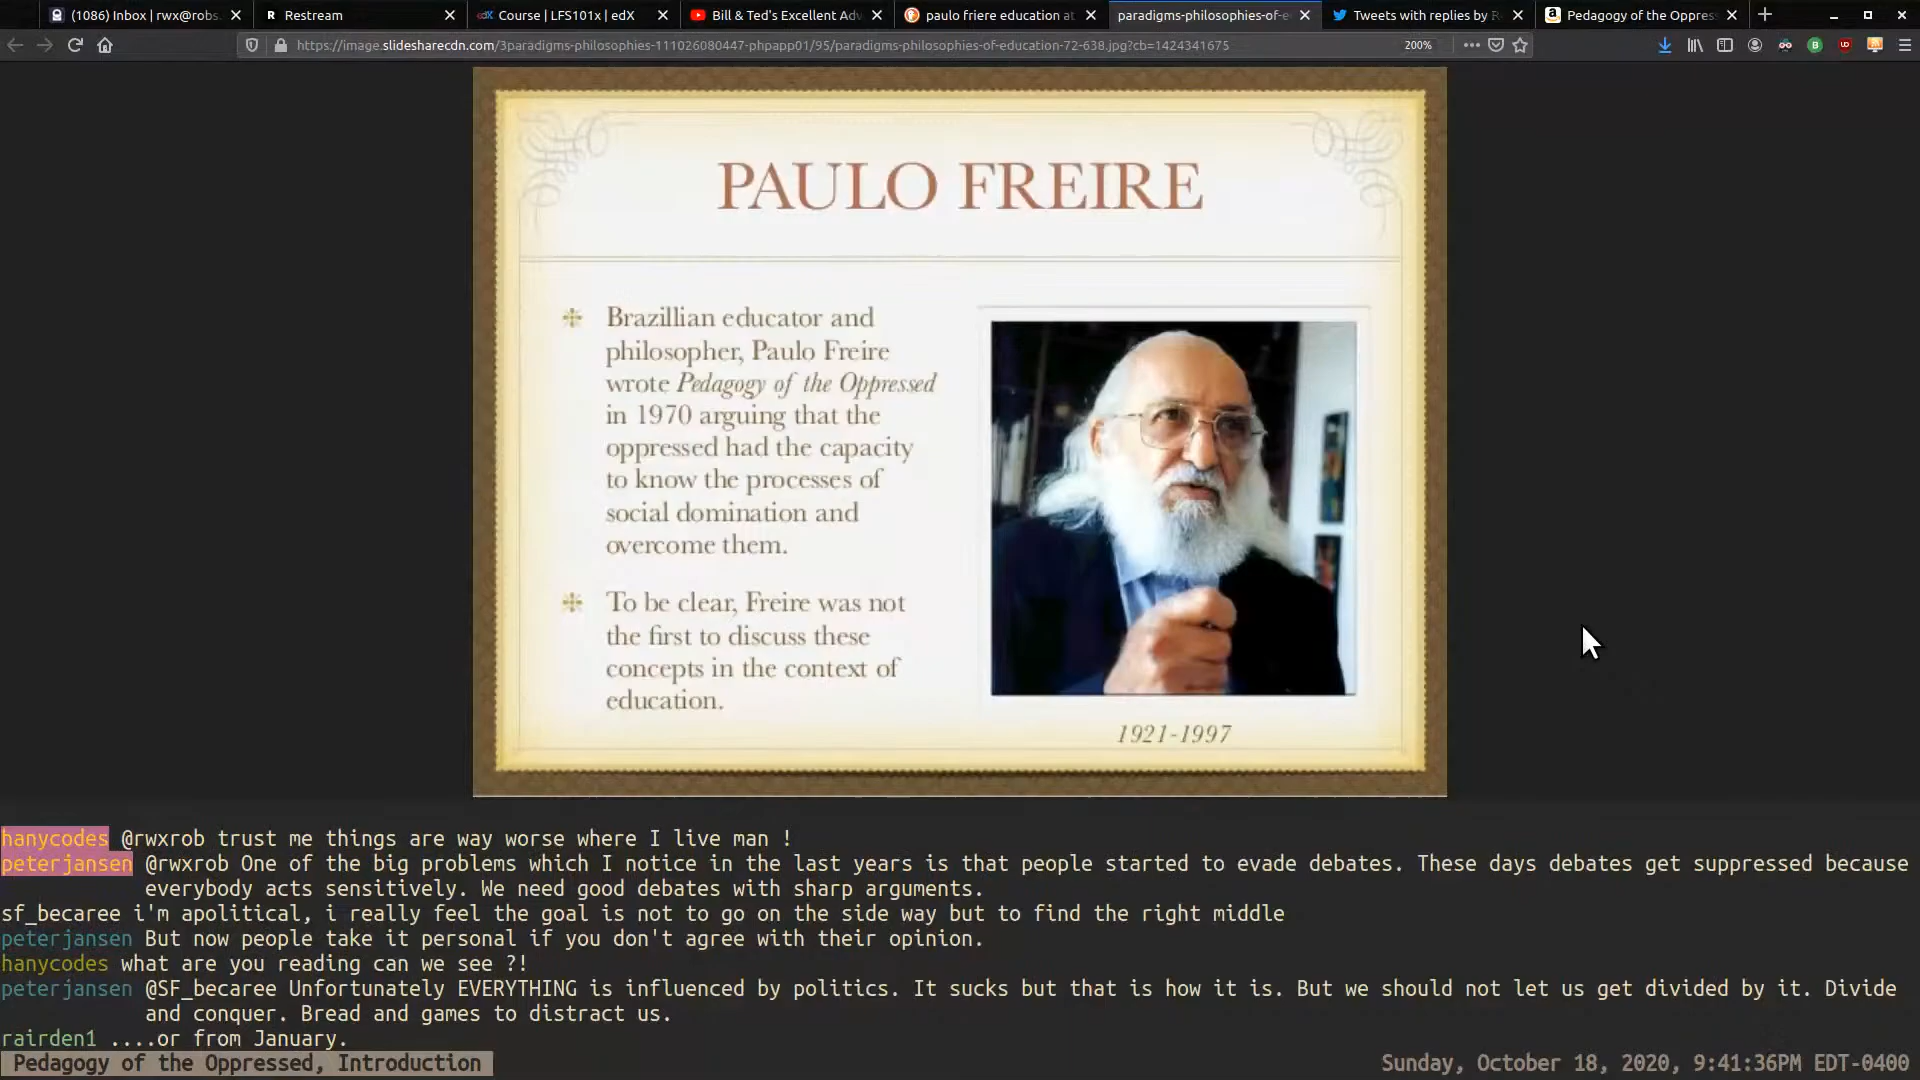 (1086) Inbox | rwx@robs
Restream
Course | LFS101x | edX
Bill & Ted's Excellent Adv
paulo friere education at
paradigms-philosophies-of-e
Tweets with replies by R
Pedagogy of the Oppress
https://image.slidesharecdn.com/3paradigms-philosophies-111026080447-phpapp01/95/paradigms-philosophies-of-education-72-638.jpg?cb=1424341675
200%
PAULO FREIRE
Brazillian educator and
philosopher, Paulo Freire
wrote Pedagogy of the Oppressed
in 1970 arguing that the
oppressed had the capacity
to know the processes of
social domination and
overcome them.
To be clear, Freire was not
the first to discuss these
concepts in the context of
education.
1921-1997
hanycodes @rwxrob trust me things are way worse where I live man !
peterjansen @rwxrob One of the big problems which I notice in the last years is that people started to evade debates. These days debates get suppressed because
everybody acts sensitively. We need good debates with sharp arguments.
sf_becaree i'm apolitical, i really feel the goal is not to go on the side way but to find the right middle
peterjansen But now people take it personal if you don't agree with their opinion.
hanycodes what are you reading can we see ?!
peterjansen @SF_becaree Unfortunately EVERYTHING is influenced by politics. It sucks but that is how it is. But we should not let us get divided by it. Divide
and conquer. Bread and games to distract us.
rairden1 ....or from January.
Pedagogy of the Oppressed, Introduction
Sunday, October 18, 2020, 9:41:36PM EDT-0400